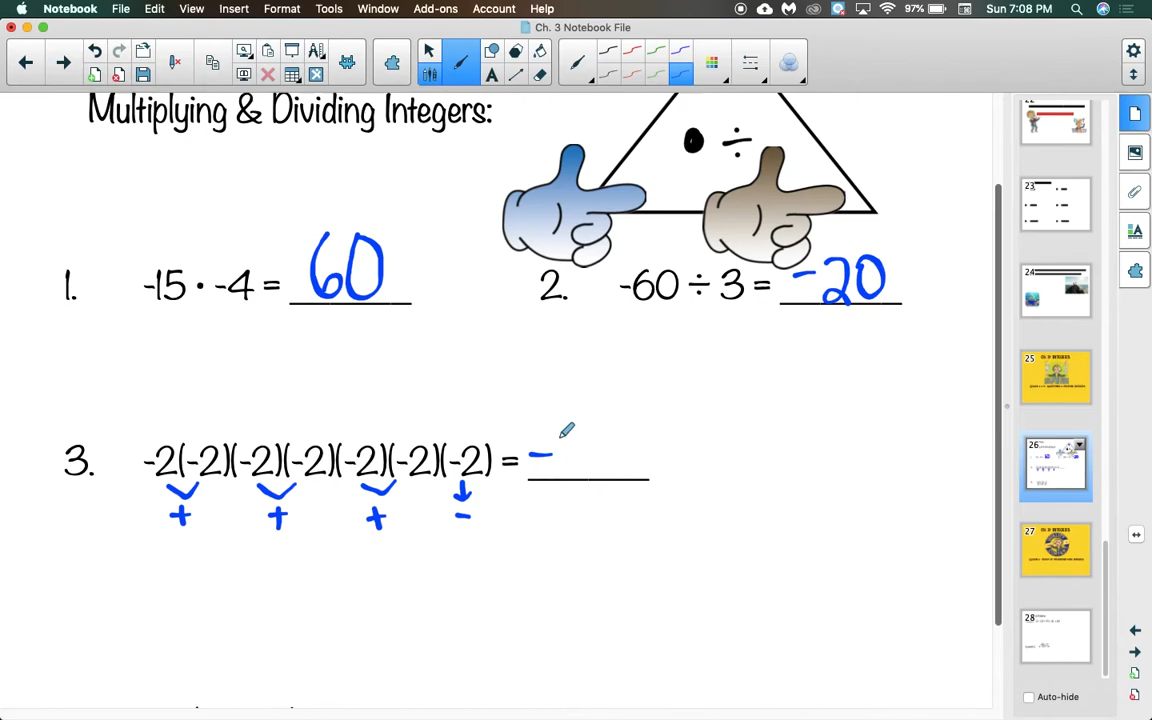 Notebook File Edit View Insert Format Tools Window Add-ons Account Help 97% Sun 7:08 PM
Ch. 3 Notebook File
Multiplying & Dividing Integers:
• ÷
1. -15 · -4 = 60
2. -60 ÷ 3 = -20
3. -2(-2)(-2)(-2)(-2)(-2)(-2) = -
+ + + -
22
23
24
25
26
27
28
Auto-hide